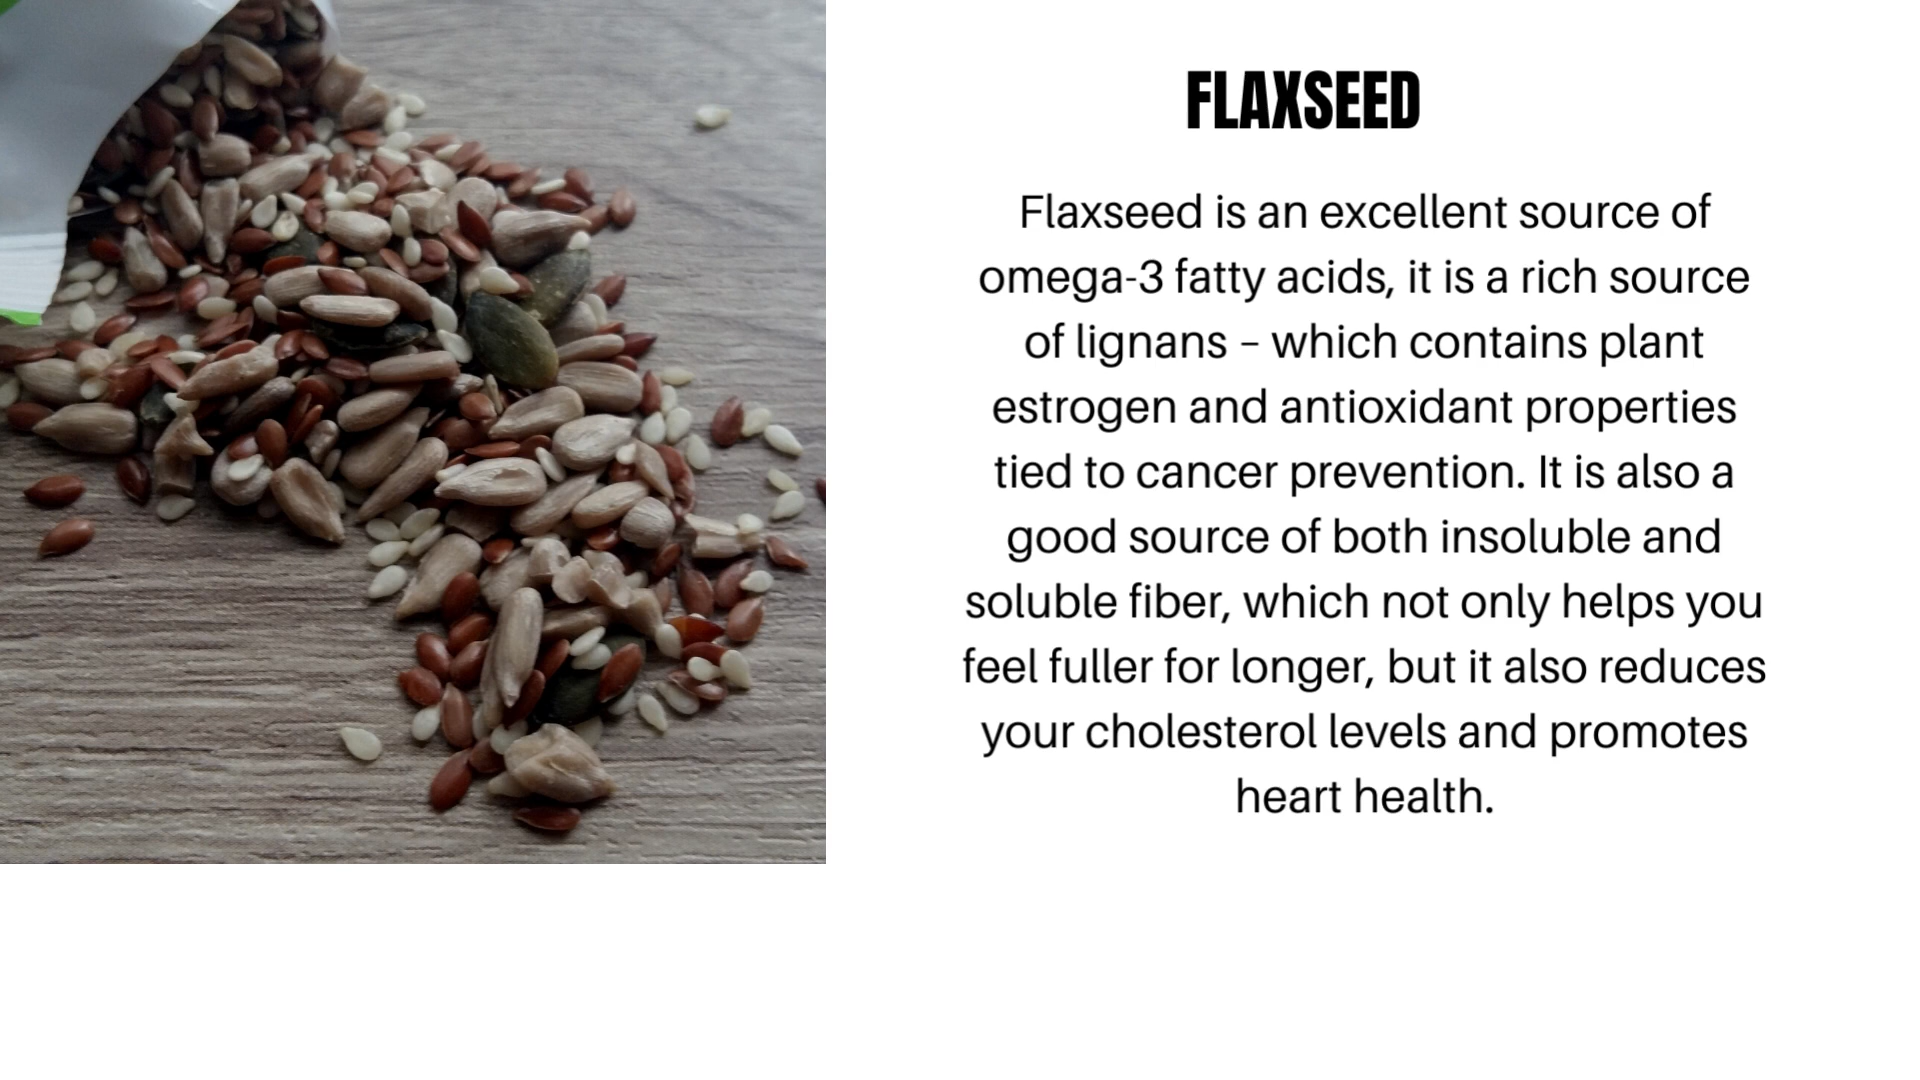 FLAXSEED
Flaxseed is an excellent source of
omega-3 fatty acids, it is a rich source
of lignans – which contains plant
estrogen and antioxidant properties
tied to cancer prevention. It is also a
good source of both insoluble and
soluble fiber, which not only helps you
feel fuller for longer, but it also reduces
your cholesterol levels and promotes
heart health.